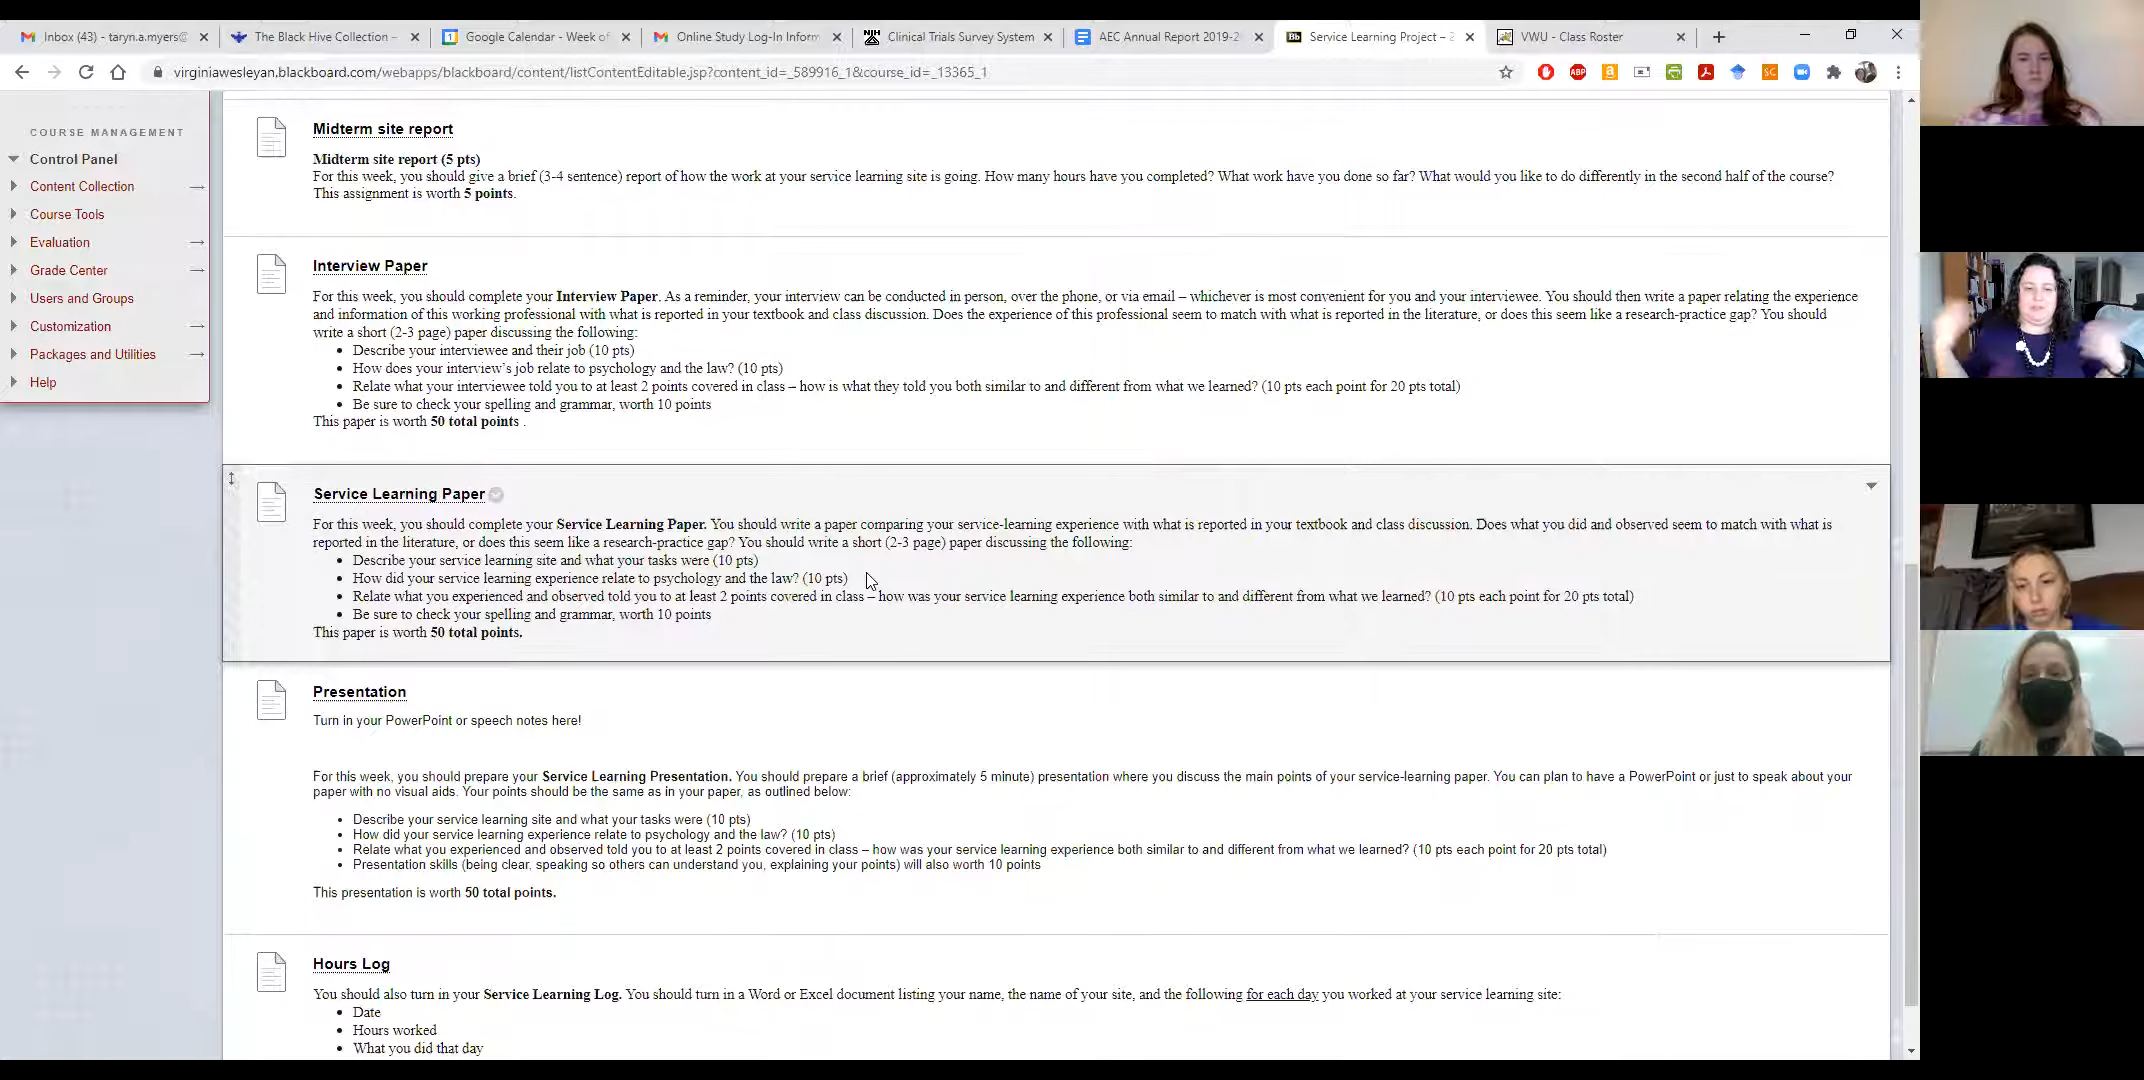 Inbox (43) - taryn.a.myers@
The Black Hive Collection -
Google Calendar - Week of
Online Study Log-In Inform
Clinical Trials Survey System
AEC Annual Report 2019-2
Service Learning Project – 2
VWU - Class Roster
virginiawesleyan.blackboard.com/webapps/blackboard/content/listContentEditable.jsp?content_id=_589916_1&course_id=_13365_1
COURSE MANAGEMENT
Control Panel
Content Collection
Course Tools
Evaluation
Grade Center
Users and Groups
Customization
Packages and Utilities
Help
Midterm site report
Midterm site report (5 pts)
For this week, you should give a brief (3-4 sentence) report of how the work at your service learning site is going. How many hours have you completed? What work have you done so far? What would you like to do differently in the second half of the course?
This assignment is worth 5 points.
Interview Paper
For this week, you should complete your Interview Paper. As a reminder, your interview can be conducted in person, over the phone, or via email – whichever is most convenient for you and your interviewee. You should then write a paper relating the experience
and information of this working professional with what is reported in your textbook and class discussion. Does the experience of this professional seem to match with what is reported in the literature, or does this seem like a research-practice gap? You should
write a short (2-3 page) paper discussing the following:
• Describe your interviewee and their job (10 pts)
• How does your interview's job relate to psychology and the law? (10 pts)
• Relate what your interviewee told you to at least 2 points covered in class – how is what they told you both similar to and different from what we learned? (10 pts each point for 20 pts total)
• Be sure to check your spelling and grammar, worth 10 points
This paper is worth 50 total points .
Service Learning Paper
For this week, you should complete your Service Learning Paper. You should write a paper comparing your service-learning experience with what is reported in your textbook and class discussion. Does what you did and observed seem to match with what is
reported in the literature, or does this seem like a research-practice gap? You should write a short (2-3 page) paper discussing the following:
• Describe your service learning site and what your tasks were (10 pts)
• How did your service learning experience relate to psychology and the law? (10 pts)
• Relate what you experienced and observed told you to at least 2 points covered in class – how was your service learning experience both similar to and different from what we learned? (10 pts each point for 20 pts total)
• Be sure to check your spelling and grammar, worth 10 points
This paper is worth 50 total points.
Presentation
Turn in your PowerPoint or speech notes here!
For this week, you should prepare your Service Learning Presentation. You should prepare a brief (approximately 5 minute) presentation where you discuss the main points of your service-learning paper. You can plan to have a PowerPoint or just to speak about your
paper with no visual aids. Your points should be the same as in your paper, as outlined below:
• Describe your service learning site and what your tasks were (10 pts)
• How did your service learning experience relate to psychology and the law? (10 pts)
• Relate what you experienced and observed told you to at least 2 points covered in class – how was your service learning experience both similar to and different from what we learned? (10 pts each point for 20 pts total)
• Presentation skills (being clear, speaking so others can understand you, explaining your points) will also worth 10 points
This presentation is worth 50 total points.
Hours Log
You should also turn in your Service Learning Log. You should turn in a Word or Excel document listing your name, the name of your site, and the following for each day you worked at your service learning site:
• Date
• Hours worked
• What you did that day